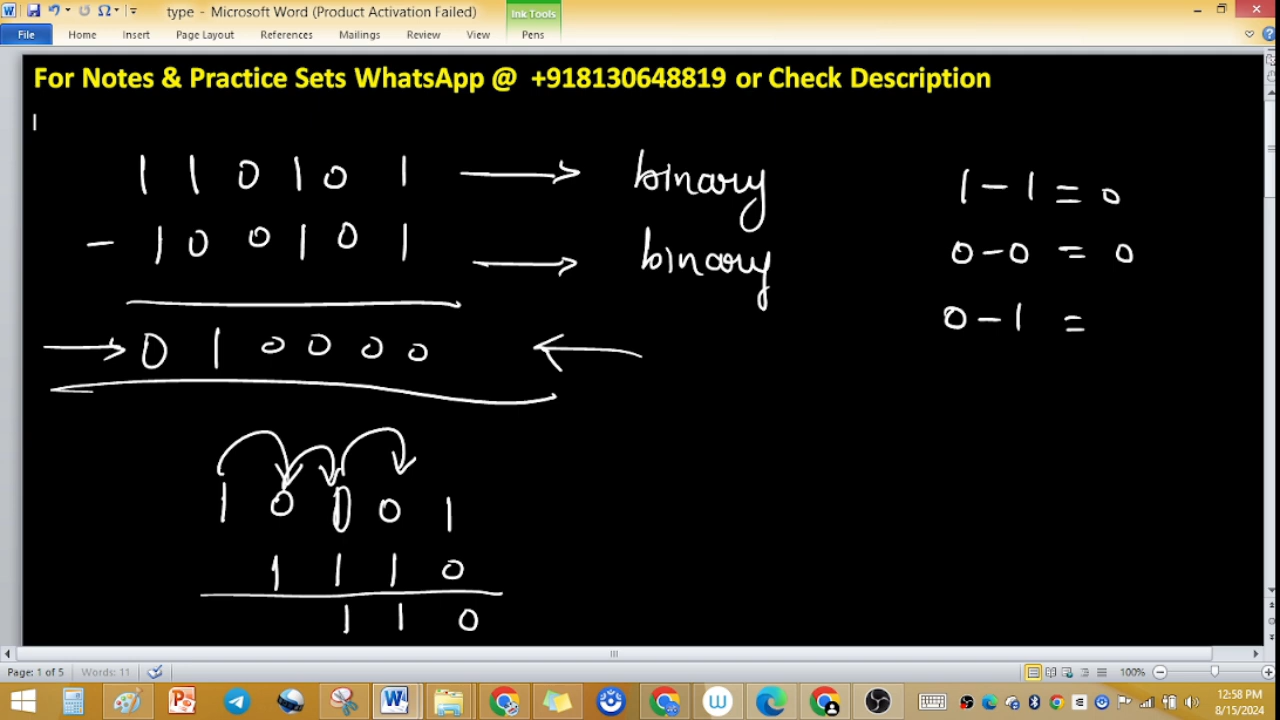 type - Microsoft Word (Product Activation Failed)
Ink Tools
File Home Insert Page Layout References Mailings Review View Pens
For Notes & Practice Sets WhatsApp @ +918130648819 or Check Description
1 1 0 1 0 1 → binary
- 1 0 0 1 0 1 → binary
→ 0 1 0 0 0 0 ←
1 0 0 1
1 1 1 0
1 1 0
1 - 1 = 0
0 - 0 = 0
0 - 1 =
Page: 1 of 5 Words: 11 100%
12:58 PM
8/15/2024